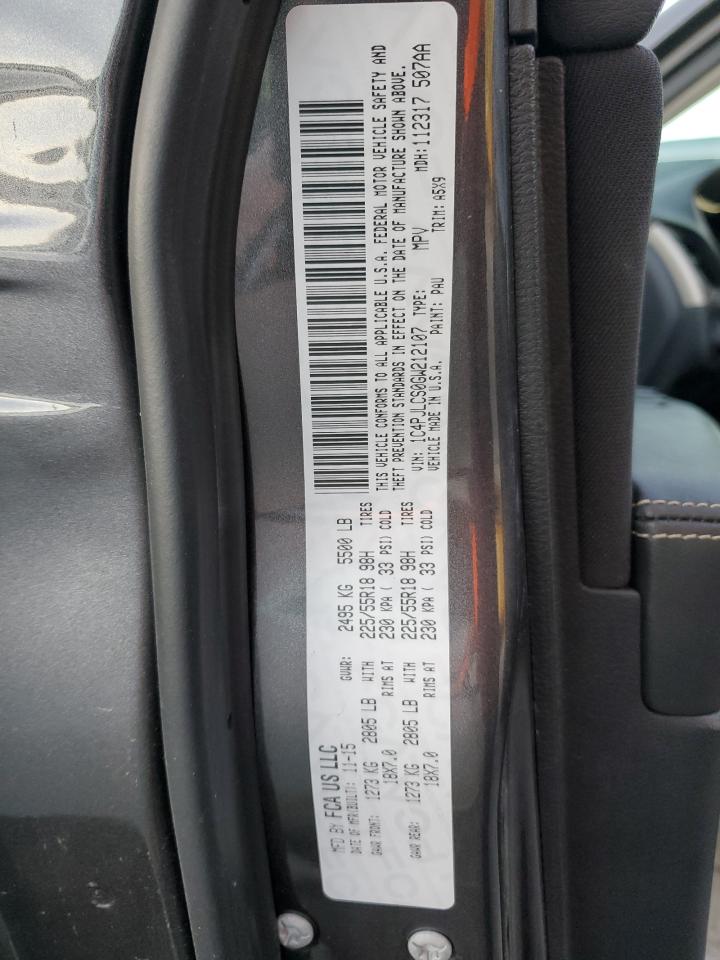 MFD BY FCA US LLC
DATE OF MFR(BUILT): 11-15 GVWR: 2495 KG 5500 LB
GAWR FRONT: 1273 KG 2805 LB WITH 225/55R18 98H TIRES
18X7.0 RIMS AT 230 KPA ( 33 PSI) COLD
GAWR REAR: 1273 KG 2805 LB WITH 225/55R18 98H TIRES
18X7.0 RIMS AT 230 KPA ( 33 PSI) COLD
THIS VEHICLE CONFORMS TO ALL APPLICABLE U.S.A. FEDERAL MOTOR VEHICLE SAFETY AND
THEFT PREVENTION STANDARDS IN EFFECT ON THE DATE OF MANUFACTURE SHOWN ABOVE.
VIN: 1C4PJLCS0GW212107 TYPE: MPV MDH:112317 507AA
VEHICLE MADE IN U.S.A. PAINT: PAU TRIM: A5X9